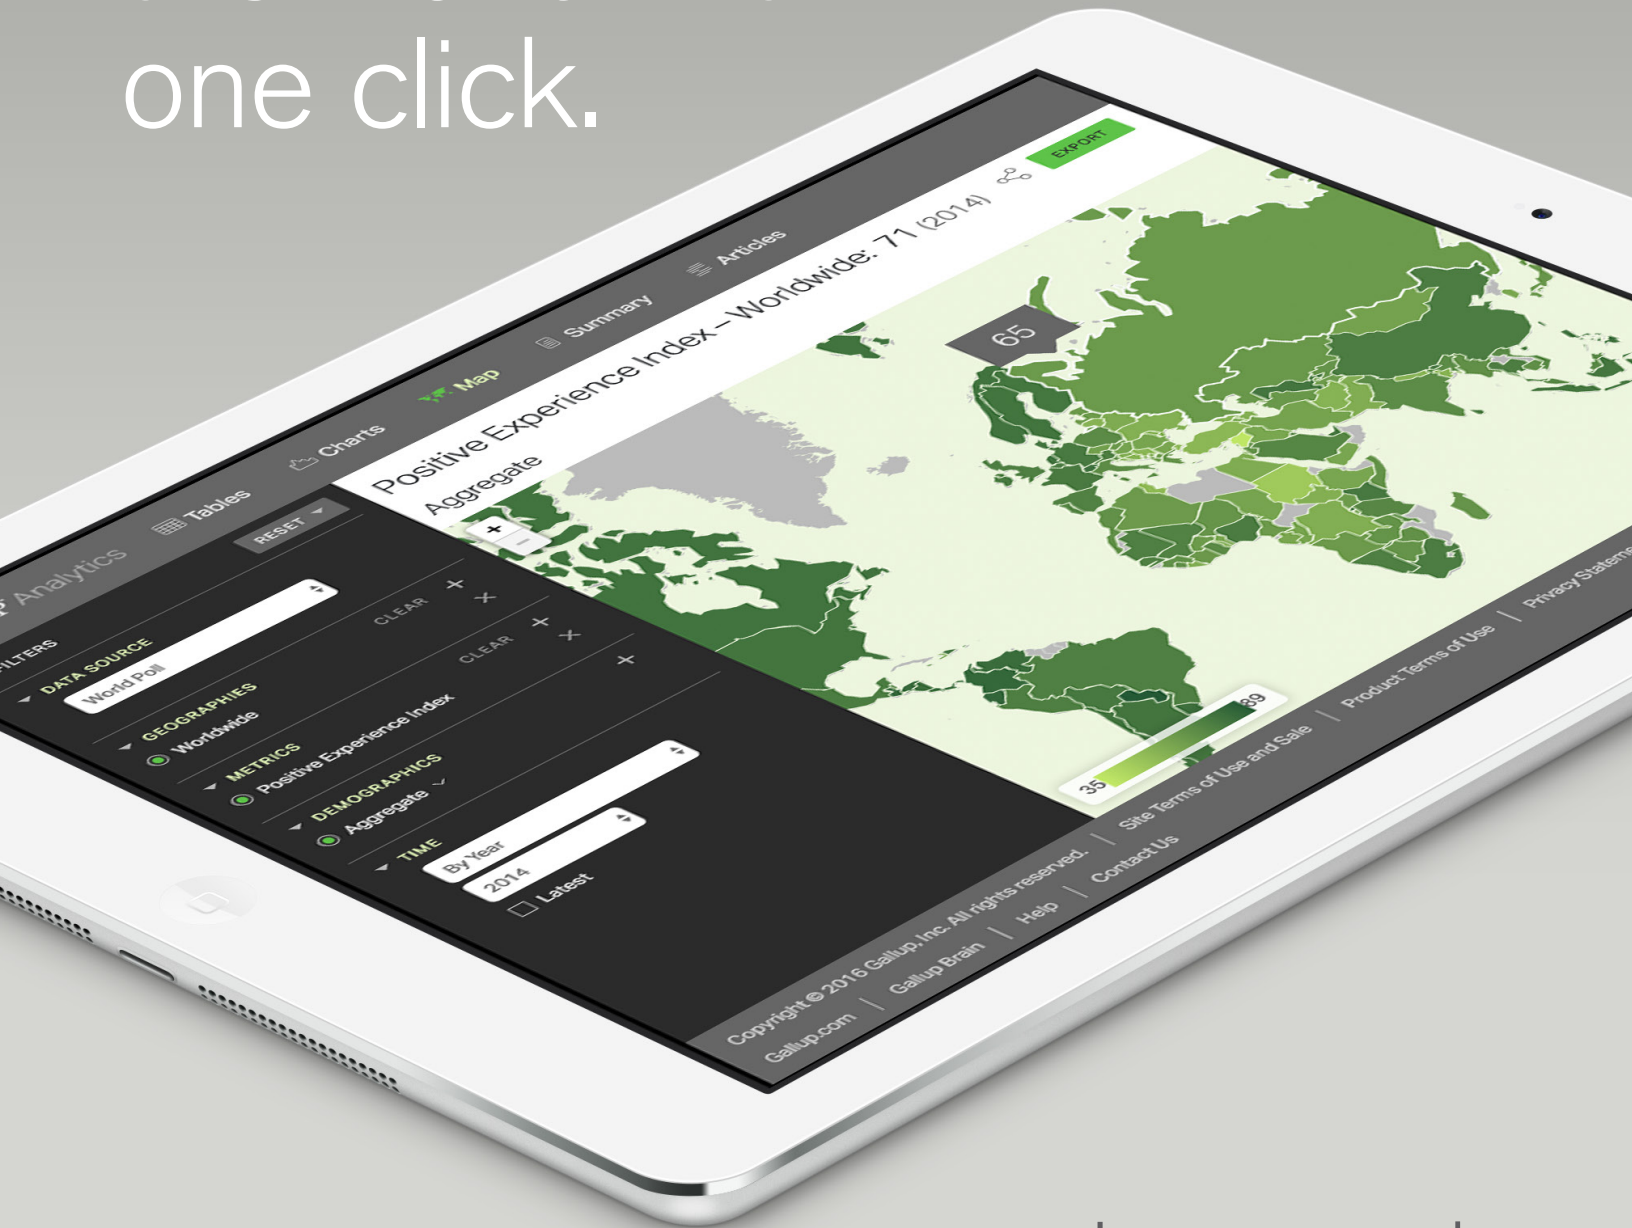 one click.
Analytics
Tables
Charts
Map
Summary
Articles
FILTERS
RESET
DATA SOURCE
World Poll
GEOGRAPHIES
CLEAR
Worldwide
METRICS
CLEAR
Positive Experience Index
DEMOGRAPHICS
Aggregate
TIME
By Year
2014
Latest
Positive Experience Index – Worldwide: 71 (2014)
EXPORT
Aggregate
+
–
65
35
89
Copyright © 2016 Gallup, Inc. All rights reserved. | Site Terms of Use and Sale | Product Terms of Use | Privacy
Gallup.com | Gallup Brain | Help | Contact Us